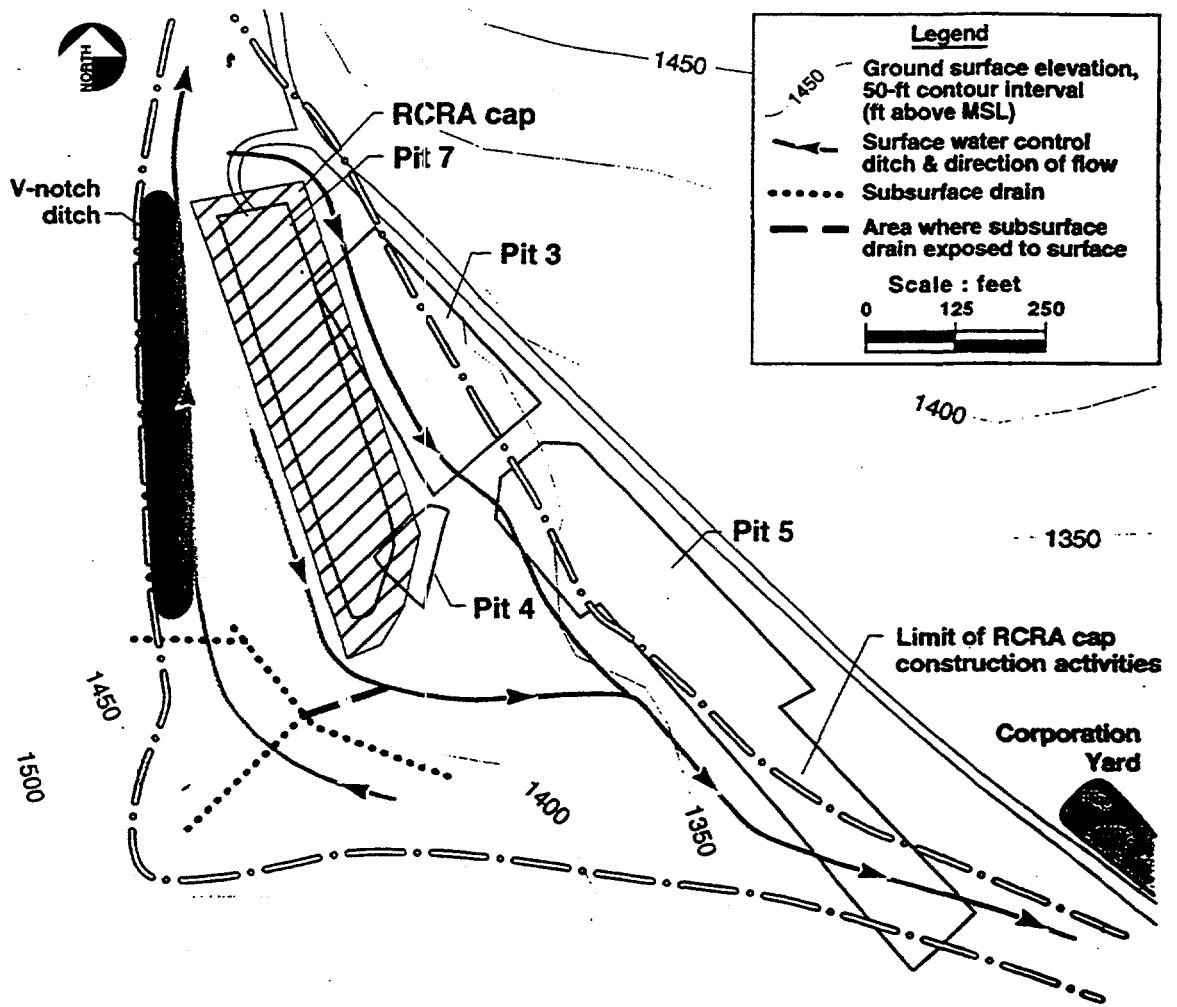 NORTH
1450
Legend
1450
Ground surface elevation,
50-ft contour interval
(ft above MSL)
Surface water control
ditch & direction of flow
Subsurface drain
Area where subsurface
drain exposed to surface
Scale : feet
0 125 250
RCRA cap
Pit 7
V-notch
ditch
Pit 3
1400
Pit 5
1350
Pit 4
Limit of RCRA cap
construction activities
1450
Corporation
Yard
1500
1400
1350